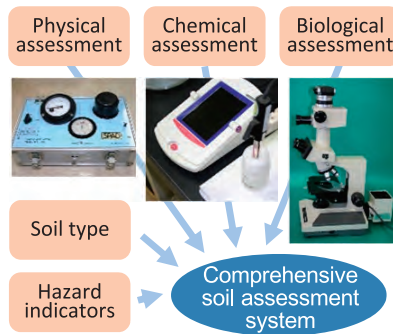 Physical
assessment
Chemical
assessment
Biological
assessment
Soil type
Hazard
indicators
Comprehensive
soil assessment
system